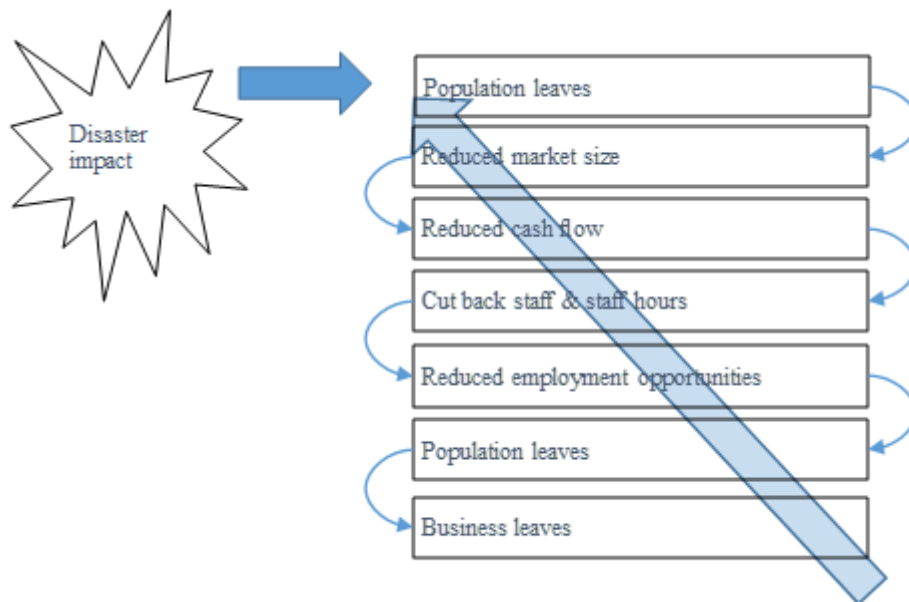 Disaster
impact
Population leaves
Reduced market size
Reduced cash flow
Cut back staff & staff hours
Reduced employment opportunities
Population leaves
Business leaves